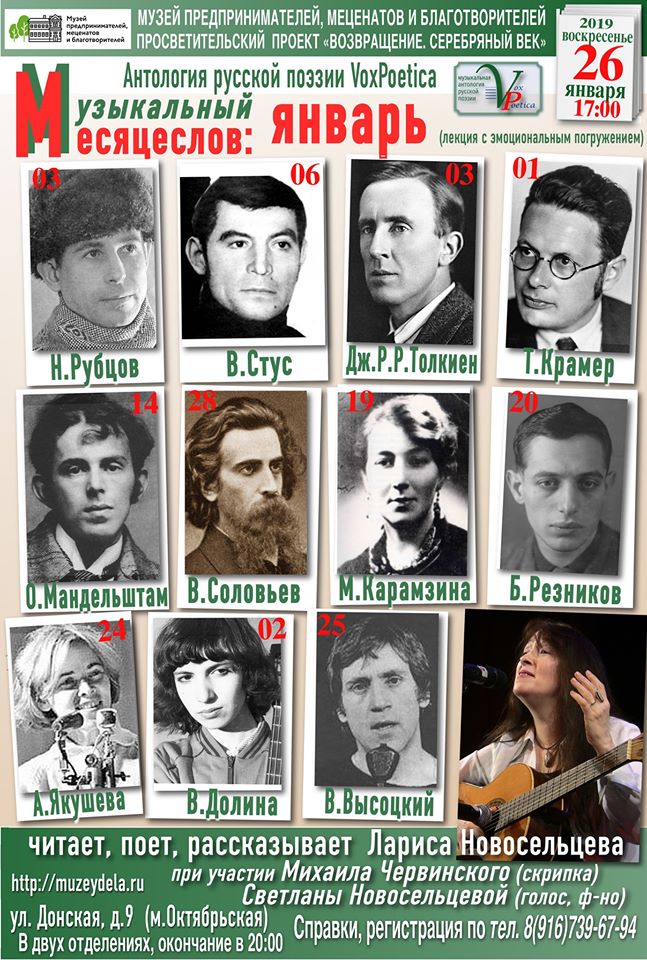 Музей
предпринимателей,
меценатов
и благотворителей
МУЗЕЙ ПРЕДПРИНИМАТЕЛЕЙ, МЕЦЕНАТОВ И БЛАГОТВОРИТЕЛЕЙ
ПРОСВЕТИТЕЛЬСКИЙ ПРОЕКТ «ВОЗВРАЩЕНИЕ. СЕРЕБРЯНЫЙ ВЕК»
2019
ВОСКРЕСЕНЬЕ
26
ЯНВАРЯ
17:00
Антология русской поэзии VoxPoetica
музыкальная
антология
русской
поэзии
Vox
Poetica
Музыкальный
Месяцеслов: январь
(лекция с эмоциональным погружением)
03
06
03
01
Н.Рубцов
В.Стус
Дж.Р.Р.Толкиен
Т.Крамер
14
28
19
20
О.Мандельштам
В.Соловьев
М.Карамзина
Б.Резников
24
02
25
А.Якушева
В.Долина
В.Высоцкий
читает, поет, рассказывает Лариса Новосельцева
при участии Михаила Червинского (скрипка)
http://muzeydela.ru
Светланы Новосельцевой (голос, ф-но)
ул. Донская, д.9 (м.Октябрьская)
Справки, регистрация по тел. 8(916)739-67-94
В двух отделениях, окончание в 20:00